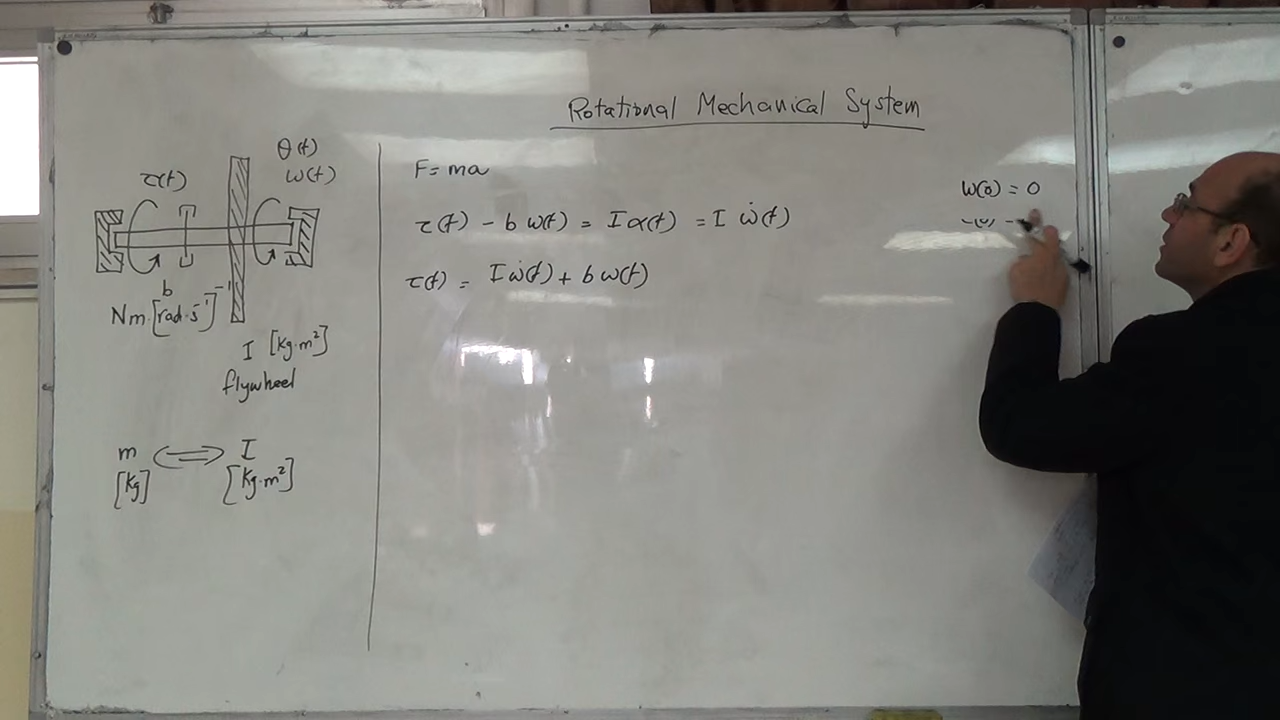 Rotational Mechanical System
θ(t)
τ(t)
ω(t)
b
Nm·[rad·s⁻¹]⁻¹
I [kg·m²]
flywheel
m ⟺ I
[kg] [kg·m²]
F = ma
τ(t) - b ω(t) = I α(t) = I ω̇(t)
τ(t) = I ω̇(t) + b ω(t)
ω(0) = 0